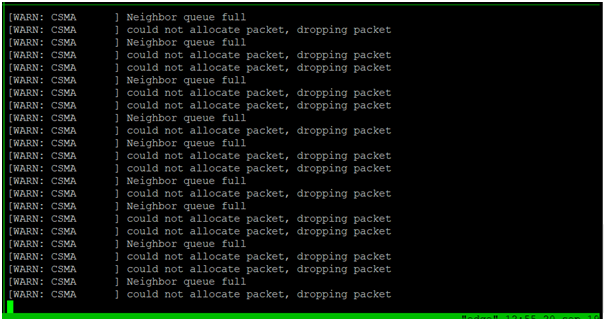 [WARN: CSMA      ] Neighbor queue full
[WARN: CSMA      ] could not allocate packet, dropping packet
[WARN: CSMA      ] Neighbor queue full
[WARN: CSMA      ] could not allocate packet, dropping packet
[WARN: CSMA      ] could not allocate packet, dropping packet
[WARN: CSMA      ] Neighbor queue full
[WARN: CSMA      ] could not allocate packet, dropping packet
[WARN: CSMA      ] could not allocate packet, dropping packet
[WARN: CSMA      ] Neighbor queue full
[WARN: CSMA      ] could not allocate packet, dropping packet
[WARN: CSMA      ] Neighbor queue full
[WARN: CSMA      ] could not allocate packet, dropping packet
[WARN: CSMA      ] could not allocate packet, dropping packet
[WARN: CSMA      ] Neighbor queue full
[WARN: CSMA      ] could not allocate packet, dropping packet
[WARN: CSMA      ] Neighbor queue full
[WARN: CSMA      ] could not allocate packet, dropping packet
[WARN: CSMA      ] could not allocate packet, dropping packet
[WARN: CSMA      ] Neighbor queue full
[WARN: CSMA      ] could not allocate packet, dropping packet
[WARN: CSMA      ] could not allocate packet, dropping packet
[WARN: CSMA      ] Neighbor queue full
[WARN: CSMA      ] could not allocate packet, dropping packet